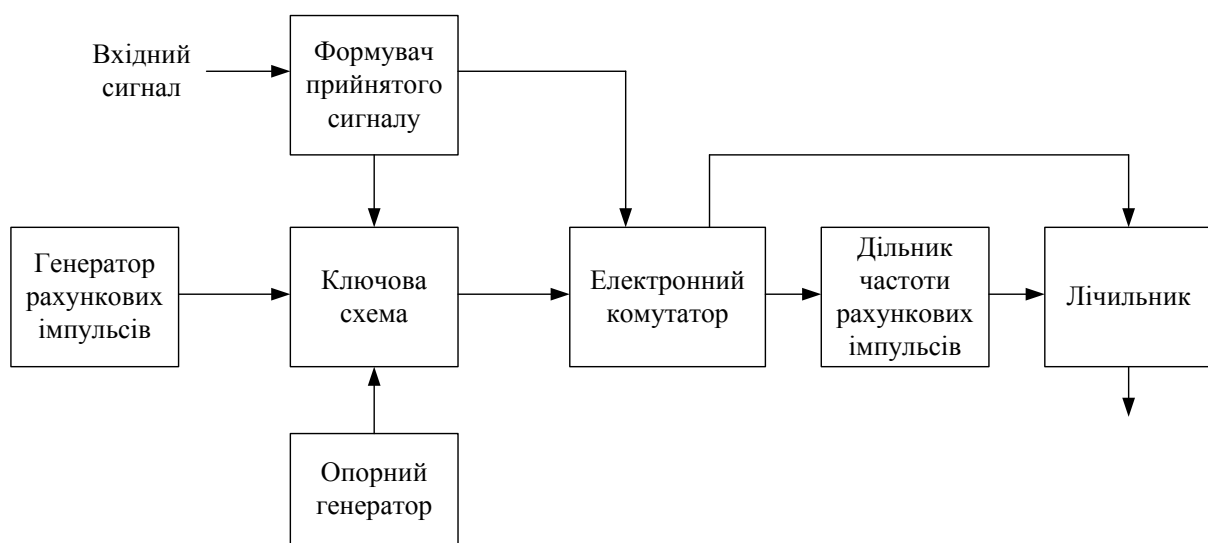 Вхідний
сигнал
Формувач
прийнятого
сигналу
Генератор
рахункових
імпульсів
Ключова
схема
Електронний
комутатор
Дільник
частоти
рахункових
імпульсів
Лічильник
Опорний
генератор